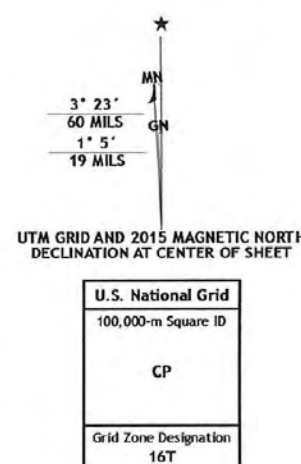 MN
3° 23´
60 MILS
GN
1° 5´
19 MILS
UTM GRID AND 2015 MAGNETIC NORTH
DECLINATION AT CENTER OF SHEET
U.S. National Grid
100,000-m Square ID
CP
Grid Zone Designation
16T